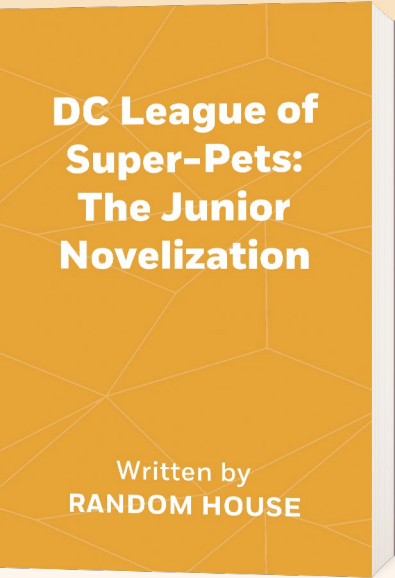 DC League of
Super-Pets:
The Junior
Novelization
Written by
RANDOM HOUSE